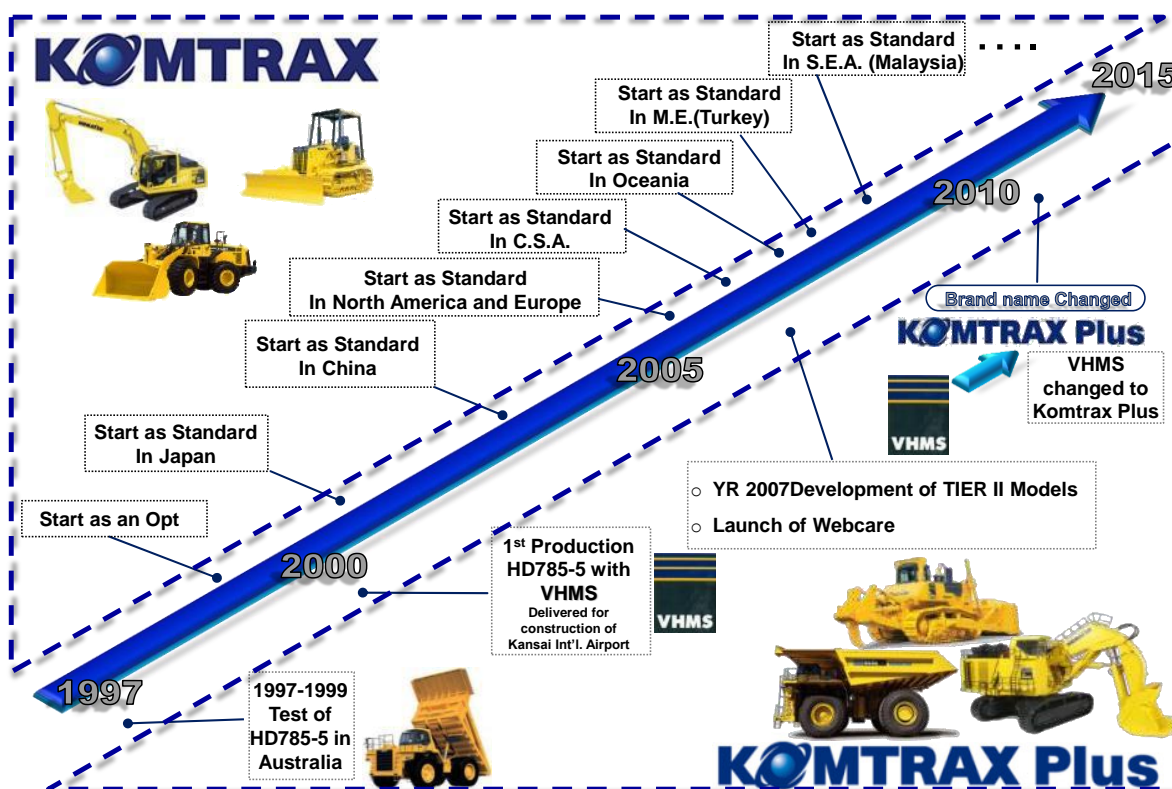 KOMTRAX
Start as Standard
In S.E.A. (Malaysia)
....
2015
Start as Standard
In M.E.(Turkey)
Start as Standard
In Oceania
2010
Start as Standard
In C.S.A.
Start as Standard
In North America and Europe
Brand name Changed
KOMTRAX Plus
Start as Standard
In China
2005
VHMS
changed to
Komtrax Plus
VHMS
Start as Standard
In Japan
YR 2007Development of TIER II Models
Launch of Webcare
Start as an Opt
2000
1st Production
HD785-5 with
VHMS
Delivered for
construction of
Kansai Int'l. Airport
VHMS
1997
1997-1999
Test of
HD785-5 in
Australia
KOMTRAX Plus